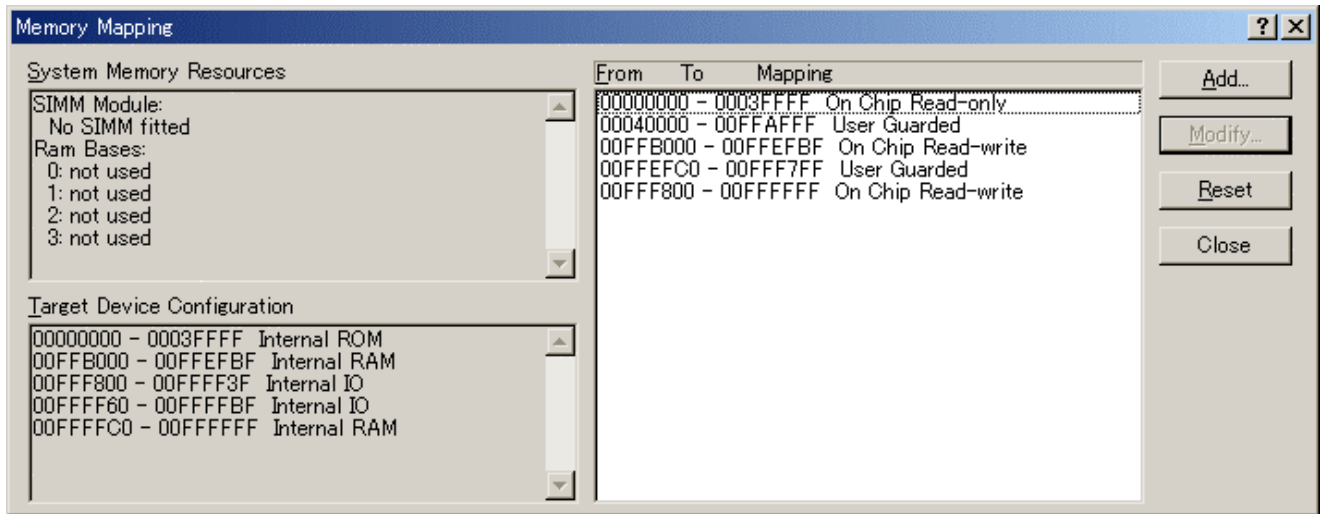 Memory Mapping
System Memory Resources
SIMM Module:
No SIMM fitted
Ram Bases:
0: not used
1: not used
2: not used
3: not used
Target Device Configuration
00000000 - 0003FFFF Internal ROM
00FFB000 - 00FFEFBF Internal RAM
00FFF800 - 00FFFF3F Internal IO
00FFFF60 - 00FFFFBF Internal IO
00FFFFC0 - 00FFFFFF Internal RAM
From To Mapping
00000000 - 0003FFFF On Chip Read-only
00040000 - 00FFAFFF User Guarded
00FFB000 - 00FFEFBF On Chip Read-write
00FFEFC0 - 00FFF7FF User Guarded
00FFF800 - 00FFFFFF On Chip Read-write
Add...
Modify...
Reset
Close